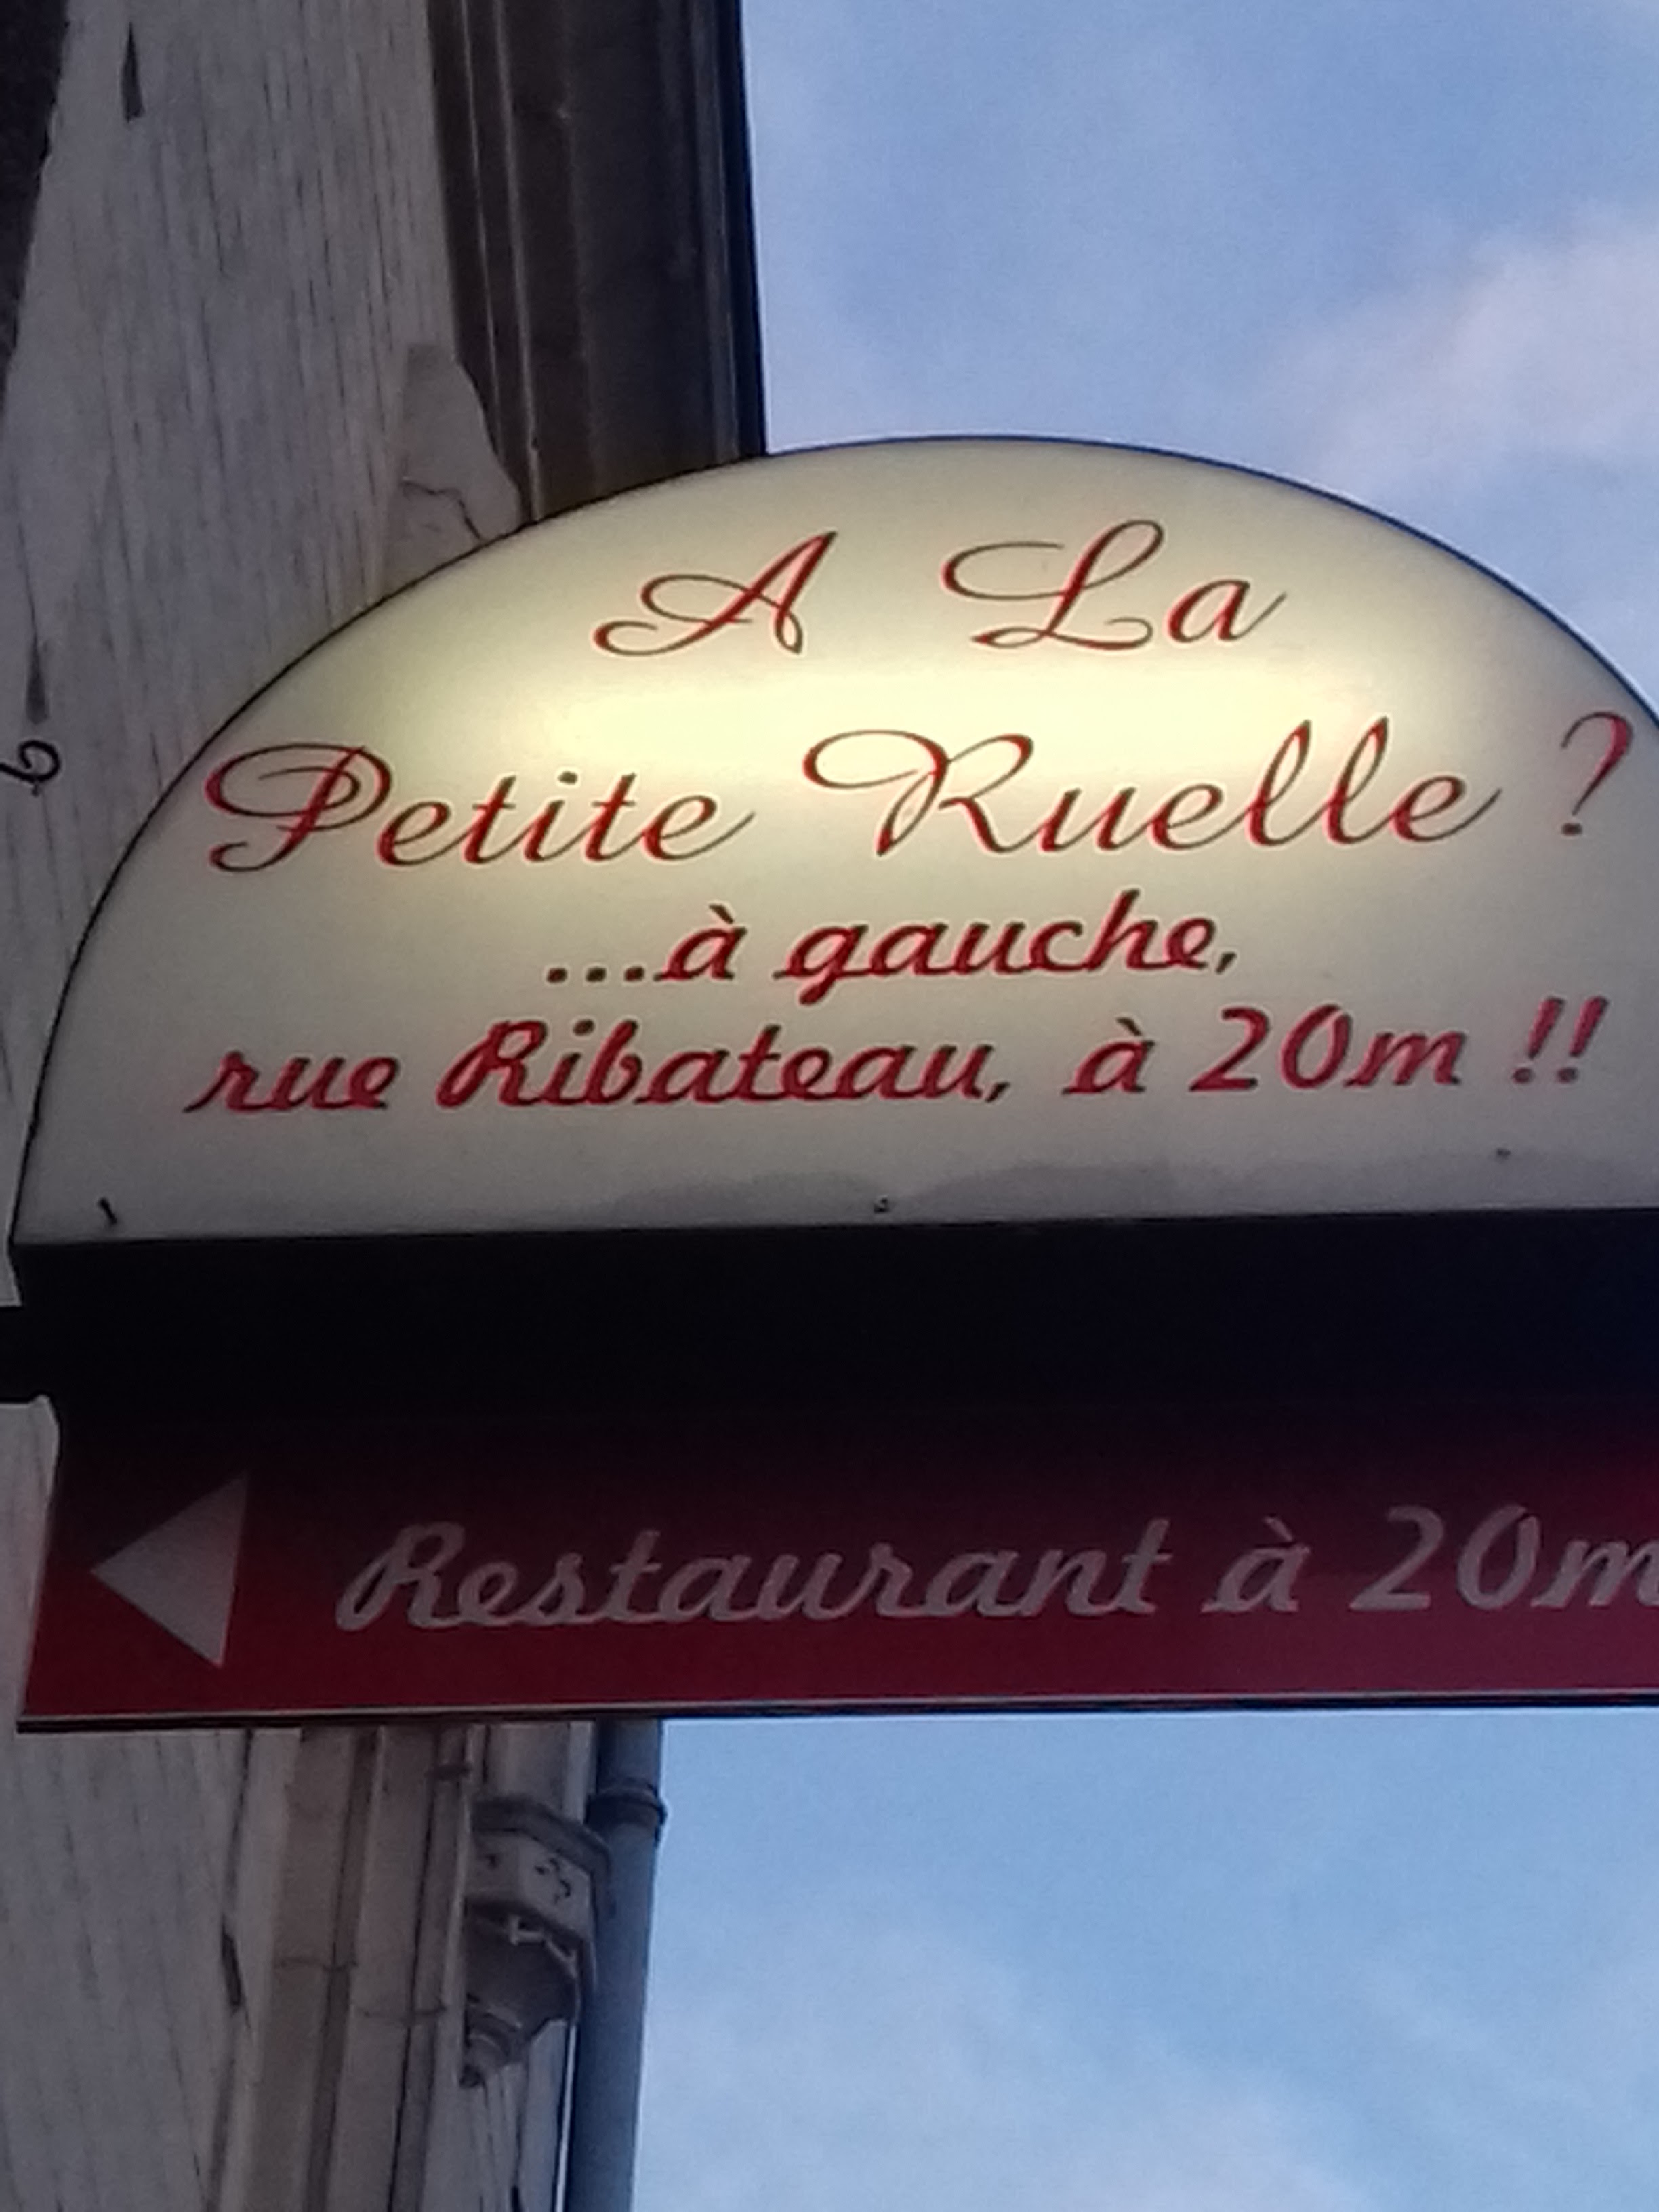 A La
Petite Ruelle ?
...à gauche,
rue Ribateau, à 20m !!
Restaurant à 20m